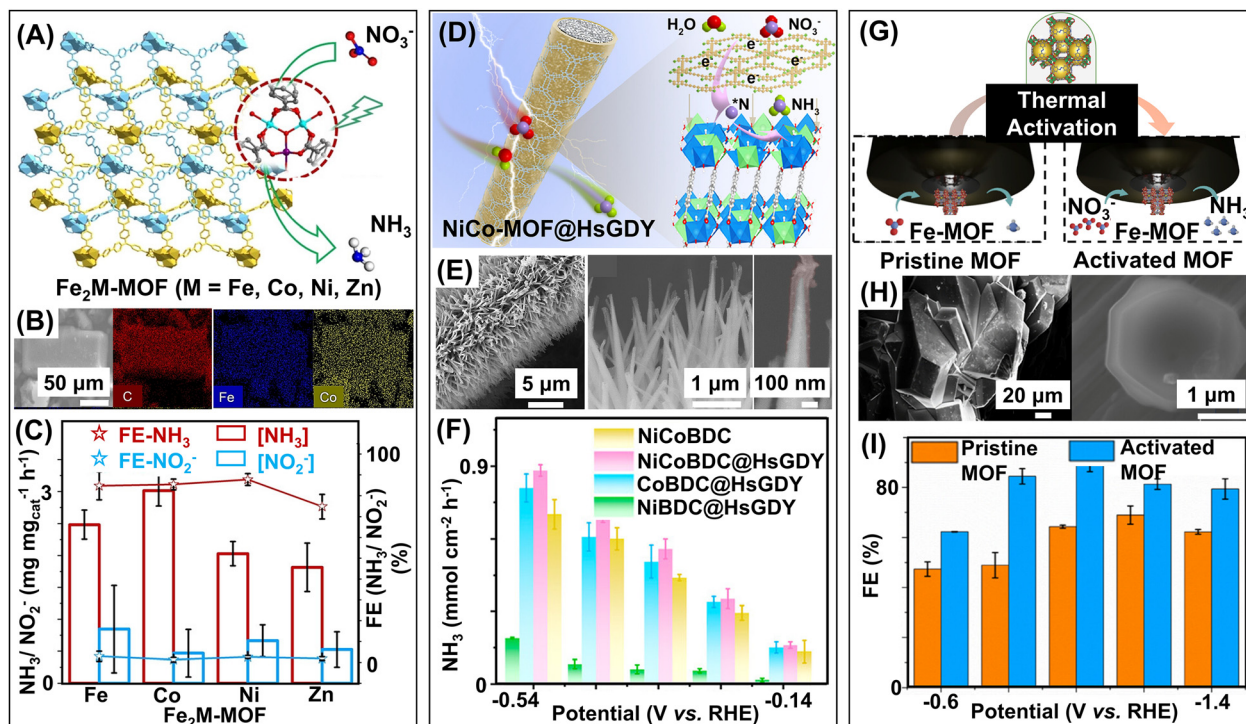 (A)
NO₃⁻
NH₃
Fe₂M-MOF (M = Fe, Co, Ni, Zn)
(B)
50 µm
C
Fe
Co
(C)
FE-NH₃
[NH₃]
FE-NO₂⁻
[NO₂⁻]
100
3
0
0
NH₃/ NO₂⁻ (mg mg_cat⁻¹ h⁻¹)
FE (NH₃/ NO₂⁻)
(%)
Fe
Co
Ni
Zn
Fe₂M-MOF
(D)
H₂O
NO₃⁻
e⁻
e⁻
e⁻
e⁻
*N
NH₃
NiCo-MOF@HsGDY
(E)
5 µm
1 µm
100 nm
(F)
NiCoBDC
NiCoBDC@HsGDY
CoBDC@HsGDY
NiBDC@HsGDY
0.9
0
NH₃ (mmol cm⁻² h⁻¹)
-0.54
-0.14
Potential (V vs. RHE)
(G)
Thermal
Activation
NO₃⁻
NH₃
Fe-MOF
Fe-MOF
Pristine MOF
Activated MOF
(H)
20 µm
1 µm
(I)
Pristine
MOF
Activated
MOF
80
0
FE (%)
-0.6
-1.4
Potential (V vs. RHE)